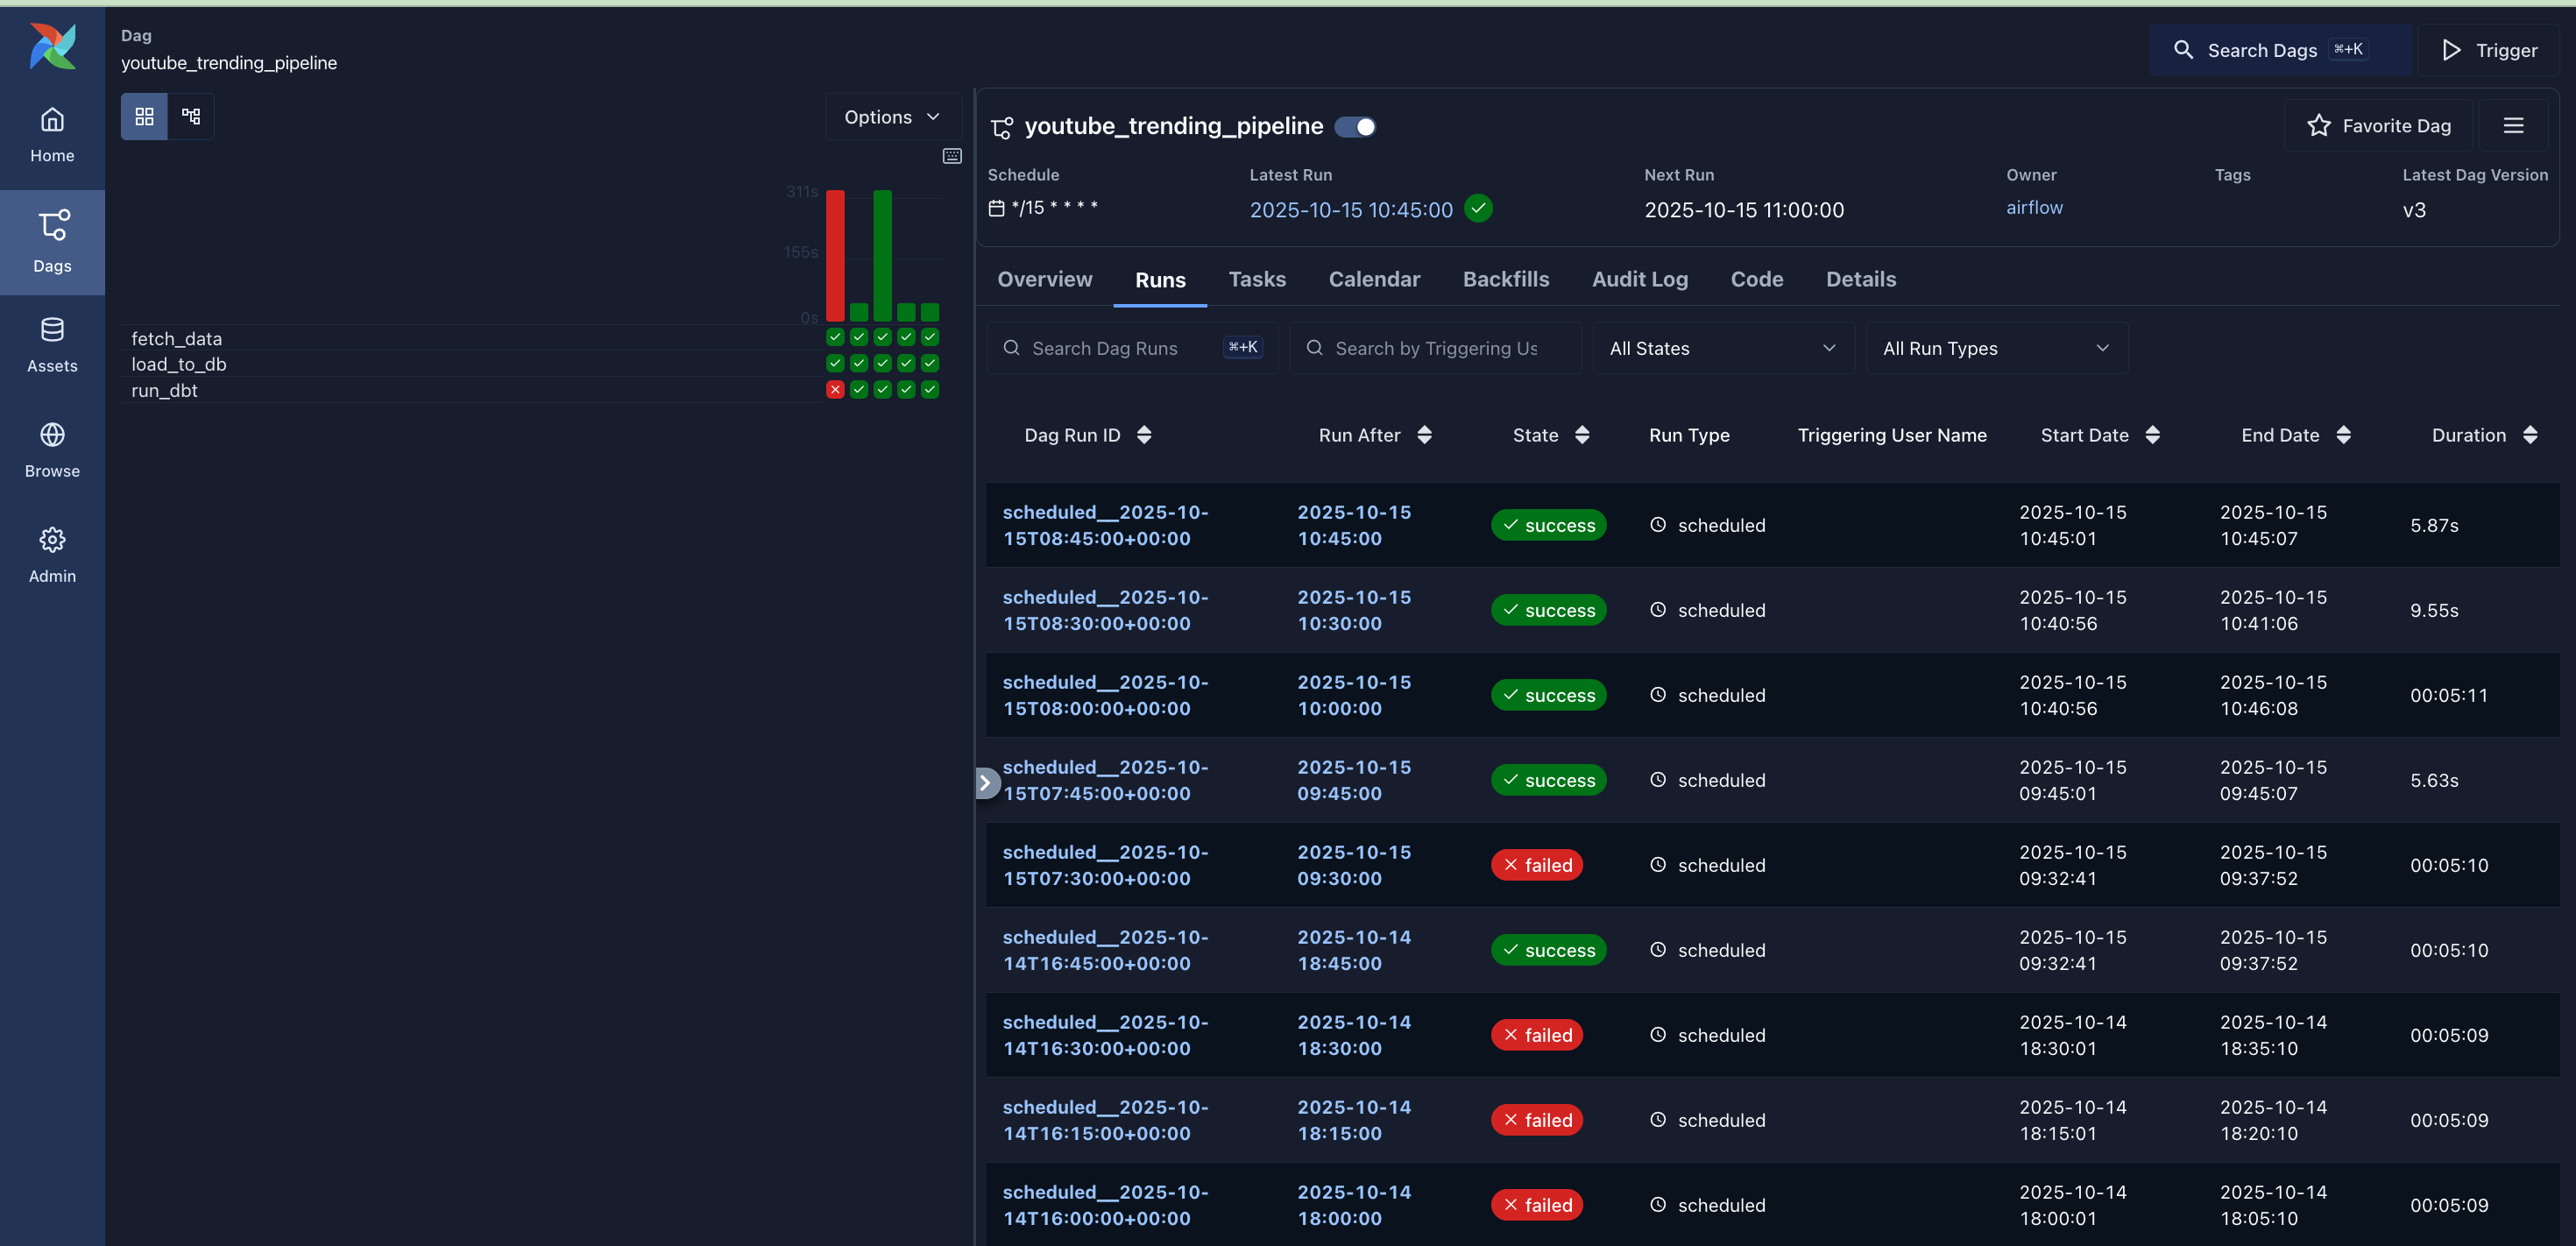 Dag
youtube_trending_pipeline
Search Dags ⌘+K
Trigger
Home
Dags
Assets
Browse
Admin
Options
311s
155s
0s
fetch_data
load_to_db
run_dbt
youtube_trending_pipeline
Favorite Dag
Schedule
Latest Run
Next Run
Owner
Tags
Latest Dag Version
*/15 * * * *
2025-10-15 10:45:00
2025-10-15 11:00:00
airflow
v3
Overview Runs Tasks Calendar Backfills Audit Log Code Details
Search Dag Runs ⌘+K
Search by Triggering Us
All States
All Run Types
Dag Run ID Run After State Run Type Triggering User Name Start Date End Date Duration
scheduled__2025-10- 2025-10-15 2025-10-15 2025-10-15
15T08:45:00+00:00 10:45:00 success scheduled 10:45:01 10:45:07 5.87s
scheduled__2025-10- 2025-10-15 2025-10-15 2025-10-15
15T08:30:00+00:00 10:30:00 success scheduled 10:40:56 10:41:06 9.55s
scheduled__2025-10- 2025-10-15 2025-10-15 2025-10-15
15T08:00:00+00:00 10:00:00 success scheduled 10:40:56 10:46:08 00:05:11
scheduled__2025-10- 2025-10-15 2025-10-15 2025-10-15
15T07:45:00+00:00 09:45:00 success scheduled 09:45:01 09:45:07 5.63s
scheduled__2025-10- 2025-10-15 2025-10-15 2025-10-15
15T07:30:00+00:00 09:30:00 failed scheduled 09:32:41 09:37:52 00:05:10
scheduled__2025-10- 2025-10-14 2025-10-15 2025-10-15
14T16:45:00+00:00 18:45:00 success scheduled 09:32:41 09:37:52 00:05:10
scheduled__2025-10- 2025-10-14 2025-10-14 2025-10-14
14T16:30:00+00:00 18:30:00 failed scheduled 18:30:01 18:35:10 00:05:09
scheduled__2025-10- 2025-10-14 2025-10-14 2025-10-14
14T16:15:00+00:00 18:15:00 failed scheduled 18:15:01 18:20:10 00:05:09
scheduled__2025-10- 2025-10-14 2025-10-14 2025-10-14
14T16:00:00+00:00 18:00:00 failed scheduled 18:00:01 18:05:10 00:05:09